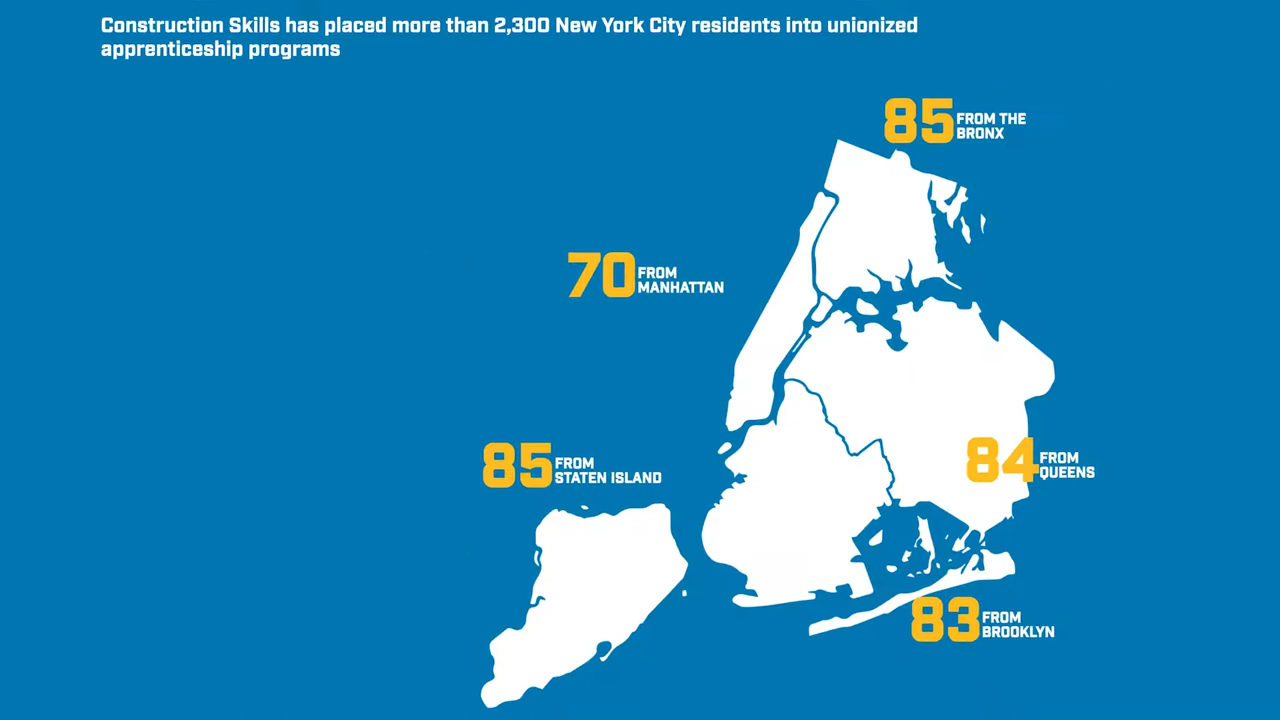 Construction Skills has placed more than 2,300 New York City residents into unionized
apprenticeship programs
85 FROM THE
BRONX
70 FROM
MANHATTAN
85 FROM
STATEN ISLAND
84 FROM
QUEENS
83 FROM
BROOKLYN